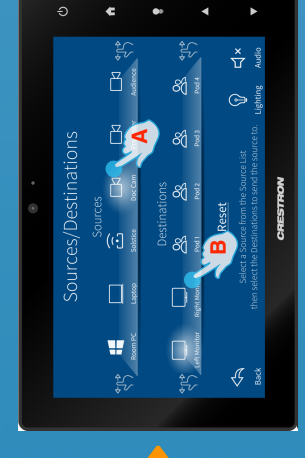 Sources/Destinations
Sources
Room PC
Laptop
Solstice
Doc Cam
Audience
A
Destinations
Left Monitor
Pod 1
Pod 2
Pod 3
Pod 4
B
Reset
Select a Source from the Source List
then select the Destinations to send the source to.
Back
Lighting
Audio
CRESTRON